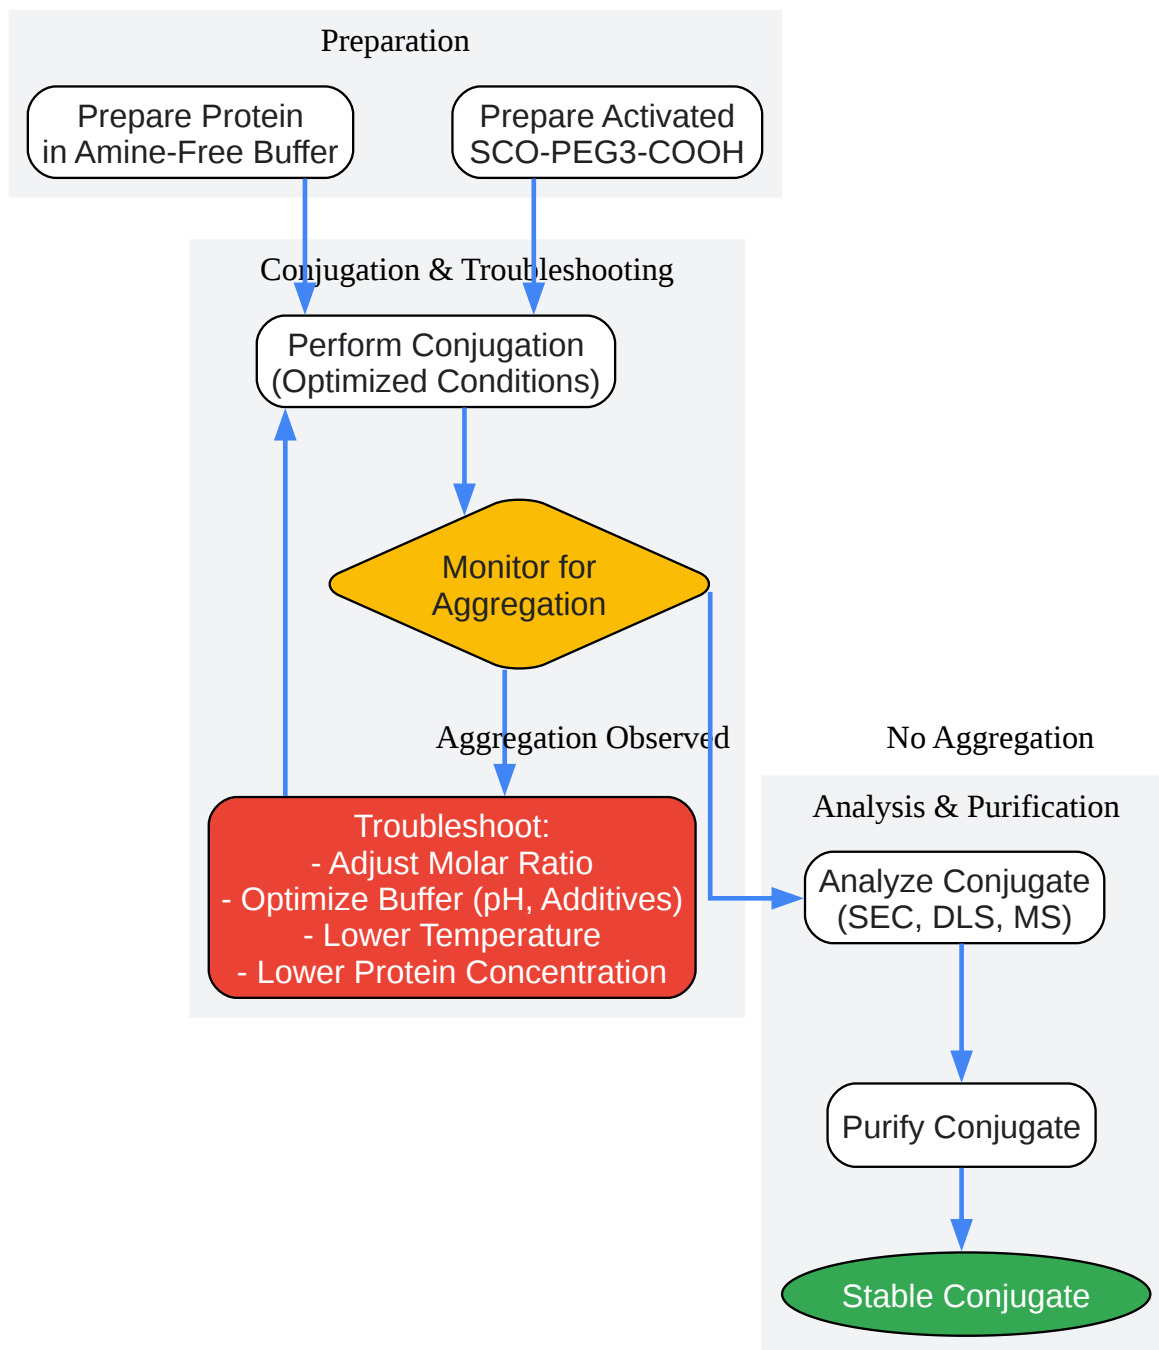 Preparation
Prepare Protein
in Amine-Free Buffer
Prepare Activated
SCO-PEG3-COOH
Conjugation & Troubleshooting
Perform Conjugation
(Optimized Conditions)
Monitor for
Aggregation
Aggregation Observed
No Aggregation
Troubleshoot:
- Adjust Molar Ratio
- Optimize Buffer (pH, Additives)
- Lower Temperature
- Lower Protein Concentration
Analysis & Purification
Analyze Conjugate
(SEC, DLS, MS)
Purify Conjugate
Stable Conjugate